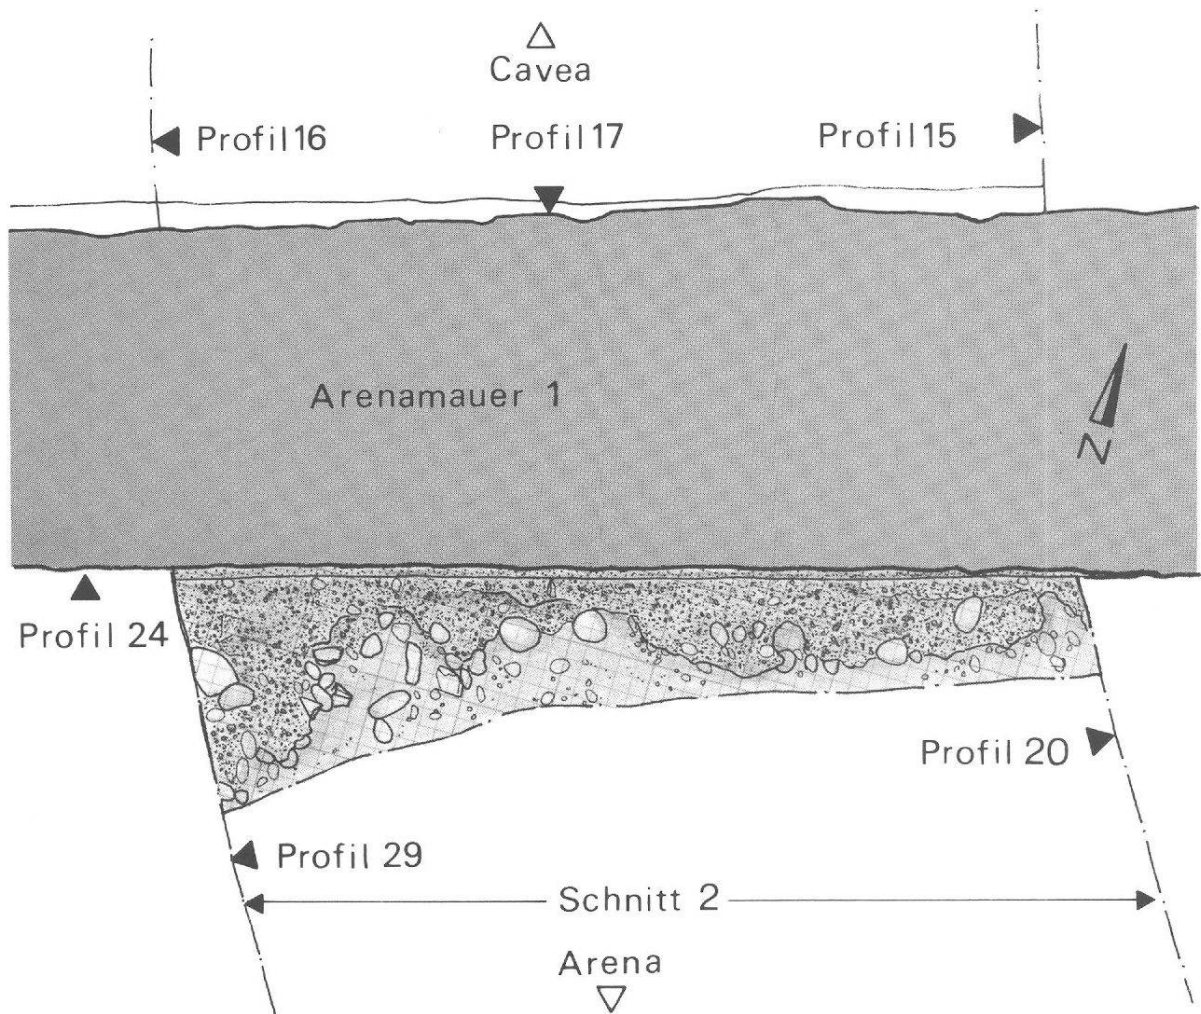 Cavea
Profil 16
Profil 17
Profil 15
Arenamauer 1
N
Profil 24
Profil 20
Profil 29
Schnitt 2
Arena